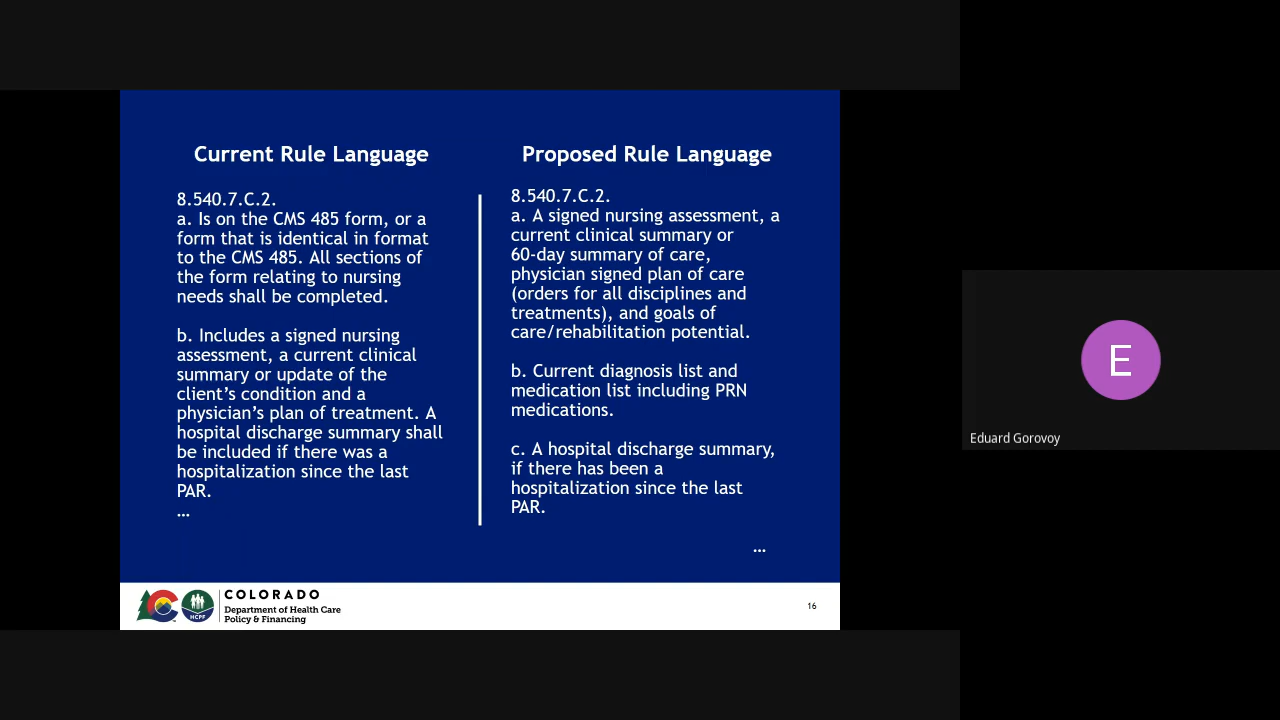 Current Rule Language
8.540.7.C.2.
a. Is on the CMS 485 form, or a
form that is identical in format
to the CMS 485. All sections of
the form relating to nursing
needs shall be completed.
b. Includes a signed nursing
assessment, a current clinical
summary or update of the
client’s condition and a
physician’s plan of treatment. A
hospital discharge summary shall
be included if there was a
hospitalization since the last
PAR.
…
Proposed Rule Language
8.540.7.C.2.
a. A signed nursing assessment, a
current clinical summary or
60-day summary of care,
physician signed plan of care
(orders for all disciplines and
treatments), and goals of
care/rehabilitation potential.
b. Current diagnosis list and
medication list including PRN
medications.
c. A hospital discharge summary,
if there has been a
hospitalization since the last
PAR.
…
HCPF
COLORADO
Department of Health Care
Policy & Financing
16
E
Eduard Gorovoy